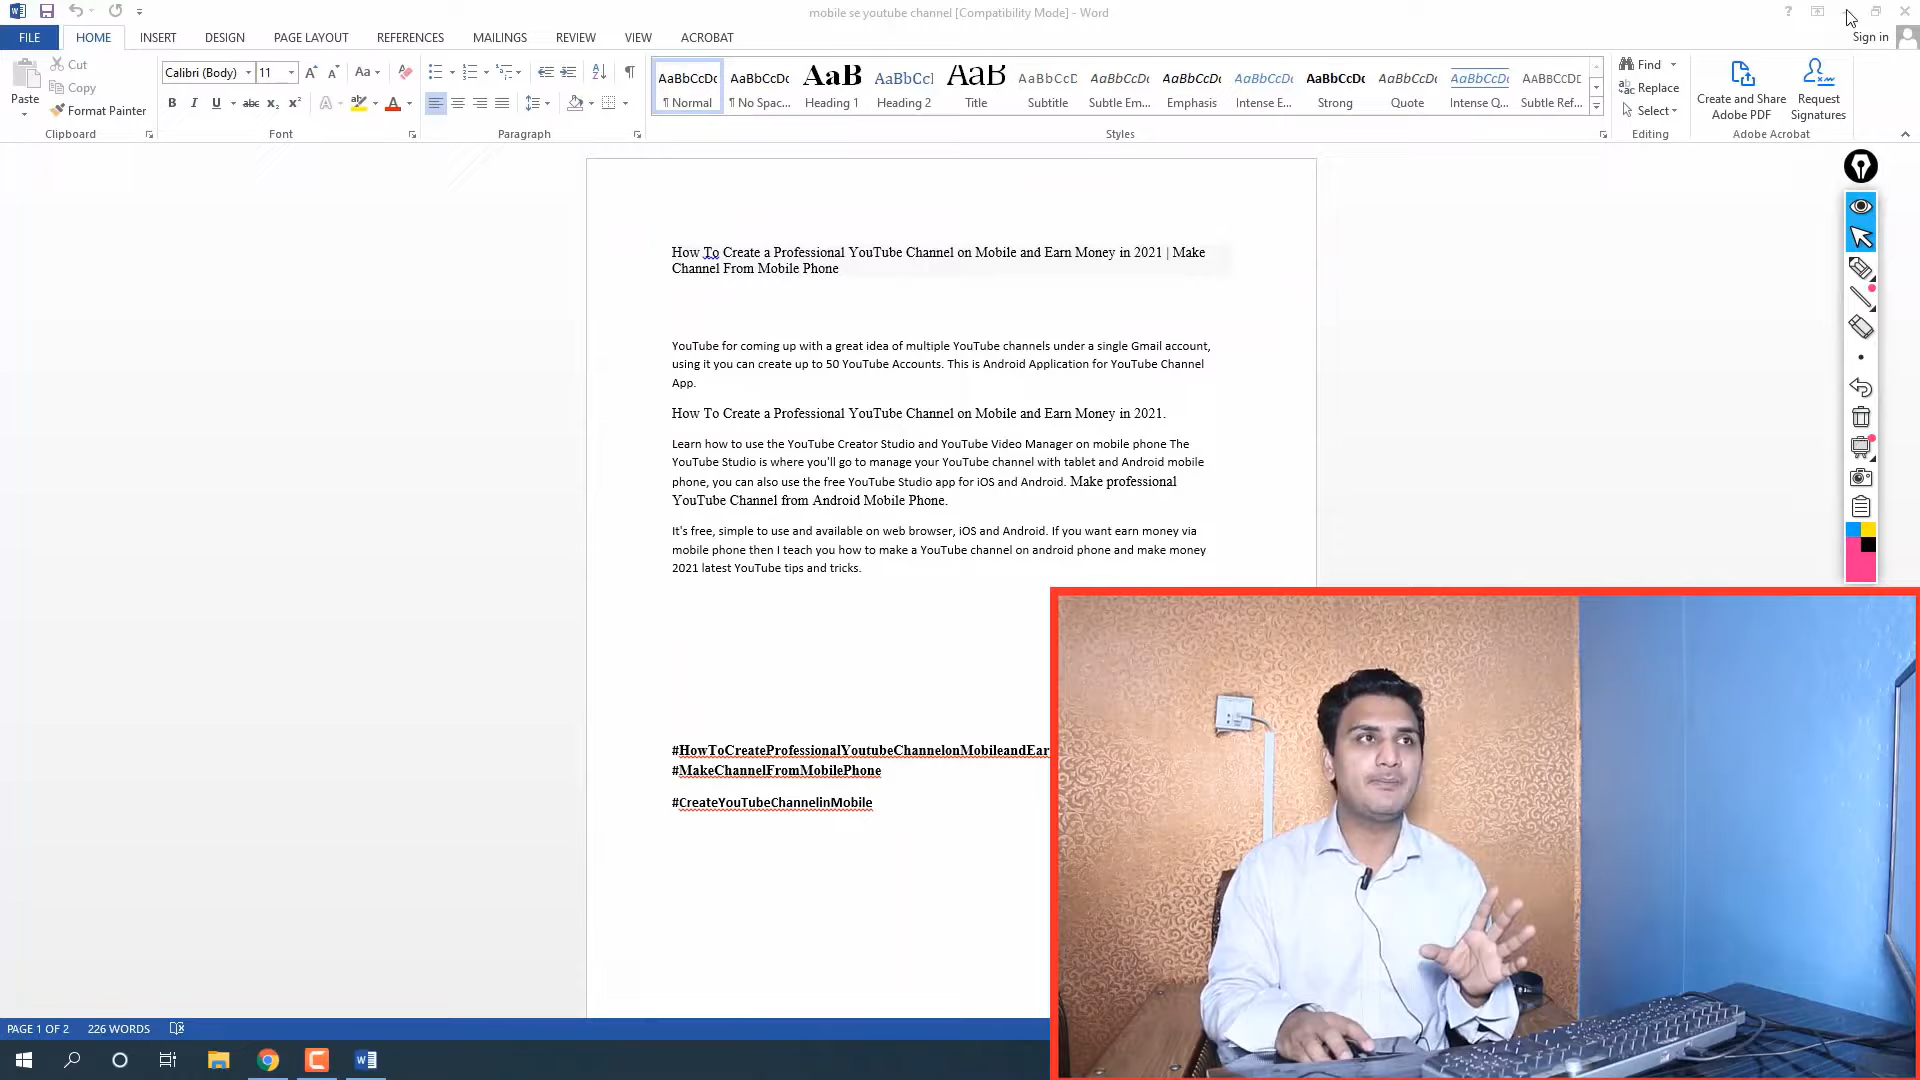 mobile se youtube channel [Compatibility Mode] - Word
FILE HOME INSERT DESIGN PAGE LAYOUT REFERENCES MAILINGS REVIEW VIEW ACROBAT
Sign in
Paste
Cut
Copy
Format Painter
Clipboard
Calibri (Body) 11
Font
Paragraph
AaBbCcDc AaBbCcDc AaB AaBbCcI AaB AaBbCcD AaBbCcDc AaBbCcDc AaBbCcDc AaBbCcDc AaBbCcDc AaBbCcDc AABBCCDE
¶ Normal ¶ No Spac... Heading 1 Heading 2 Title Subtitle Subtle Em... Emphasis Intense E... Strong Quote Intense Q... Subtle Ref...
Styles
Find
Replace
Select
Editing
Create and Share
Adobe PDF
Request
Signatures
Adobe Acrobat
How To Create a Professional YouTube Channel on Mobile and Earn Money in 2021 | Make
Channel From Mobile Phone
YouTube for coming up with a great idea of multiple YouTube channels under a single Gmail account,
using it you can create up to 50 YouTube Accounts. This is Android Application for YouTube Channel
App.
How To Create a Professional YouTube Channel on Mobile and Earn Money in 2021.
Learn how to use the YouTube Creator Studio and YouTube Video Manager on mobile phone The
YouTube Studio is where you'll go to manage your YouTube channel with tablet and Android mobile
phone, you can also use the free YouTube Studio app for iOS and Android. Make professional
YouTube Channel from Android Mobile Phone.
It's free, simple to use and available on web browser, iOS and Android. If you want earn money via
mobile phone then I teach you how to make a YouTube channel on android phone and make money
2021 latest YouTube tips and tricks.
#HowToCreateProfessionalYoutubeChannelonMobileandEar
#MakeChannelFromMobilePhone
#CreateYouTubeChannelinMobile
PAGE 1 OF 2 226 WORDS